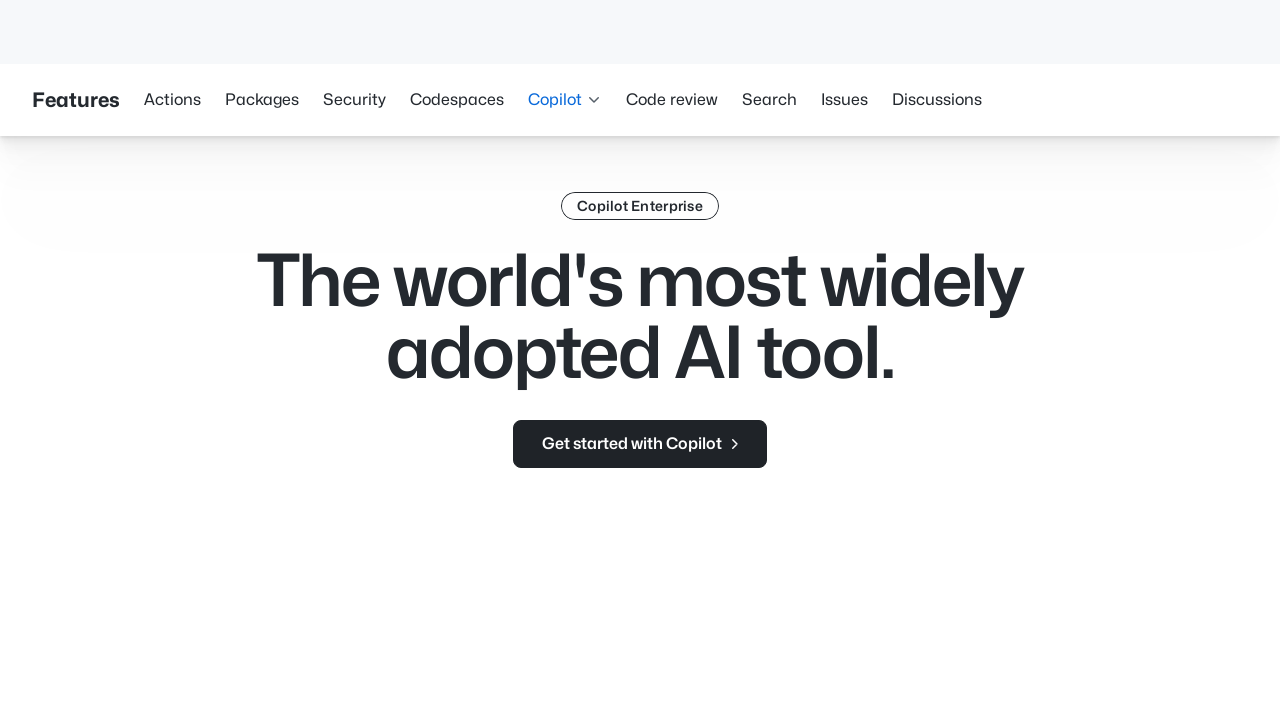 Features Actions Packages Security Codespaces Copilot Code review Search Issues Discussions
Copilot Enterprise
The world's most widely
adopted AI tool.
Get started with Copilot